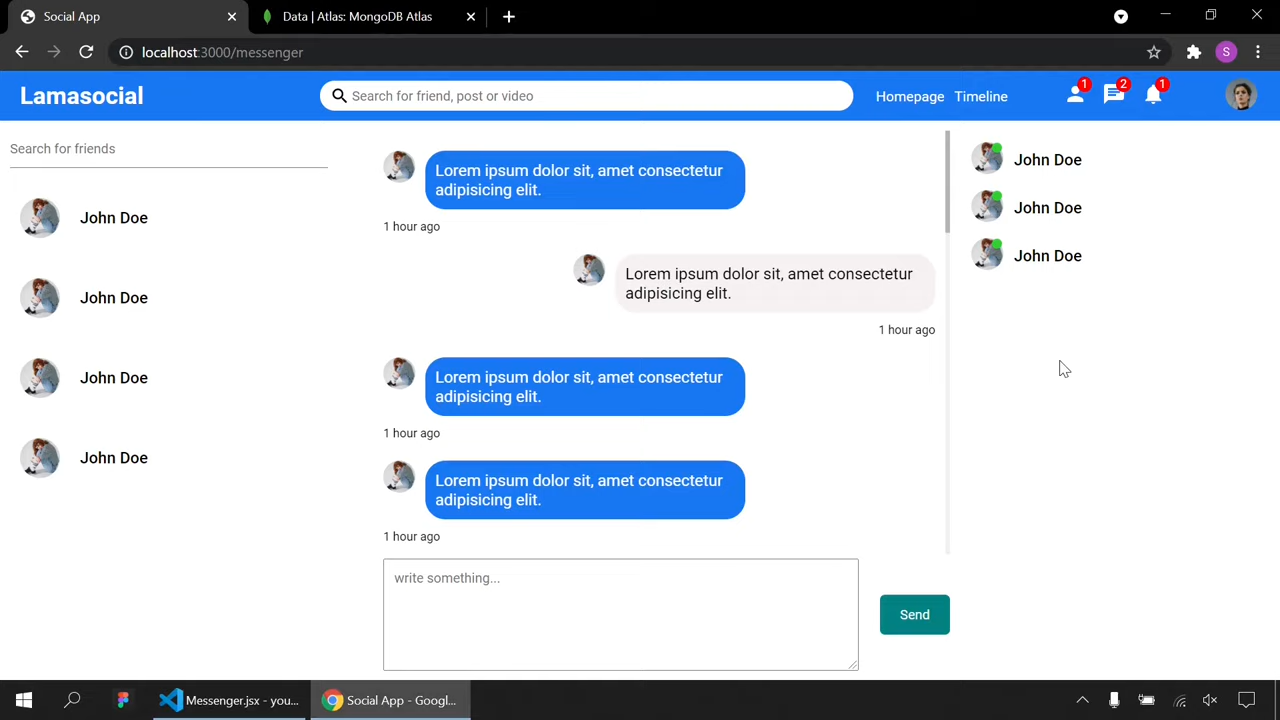 Social App
Data | Atlas: MongoDB Atlas
S
localhost:3000/messenger
Lamasocial
Search for friend, post or video
Homepage
Timeline
1
2
1
Search for friends
John Doe
John Doe
John Doe
John Doe
Lorem ipsum dolor sit, amet consectetur
adipisicing elit.
1 hour ago
Lorem ipsum dolor sit, amet consectetur
adipisicing elit.
1 hour ago
Lorem ipsum dolor sit, amet consectetur
adipisicing elit.
1 hour ago
Lorem ipsum dolor sit, amet consectetur
adipisicing elit.
1 hour ago
write something...
Send
John Doe
John Doe
John Doe
Messenger.jsx - you...
Social App - Googl...